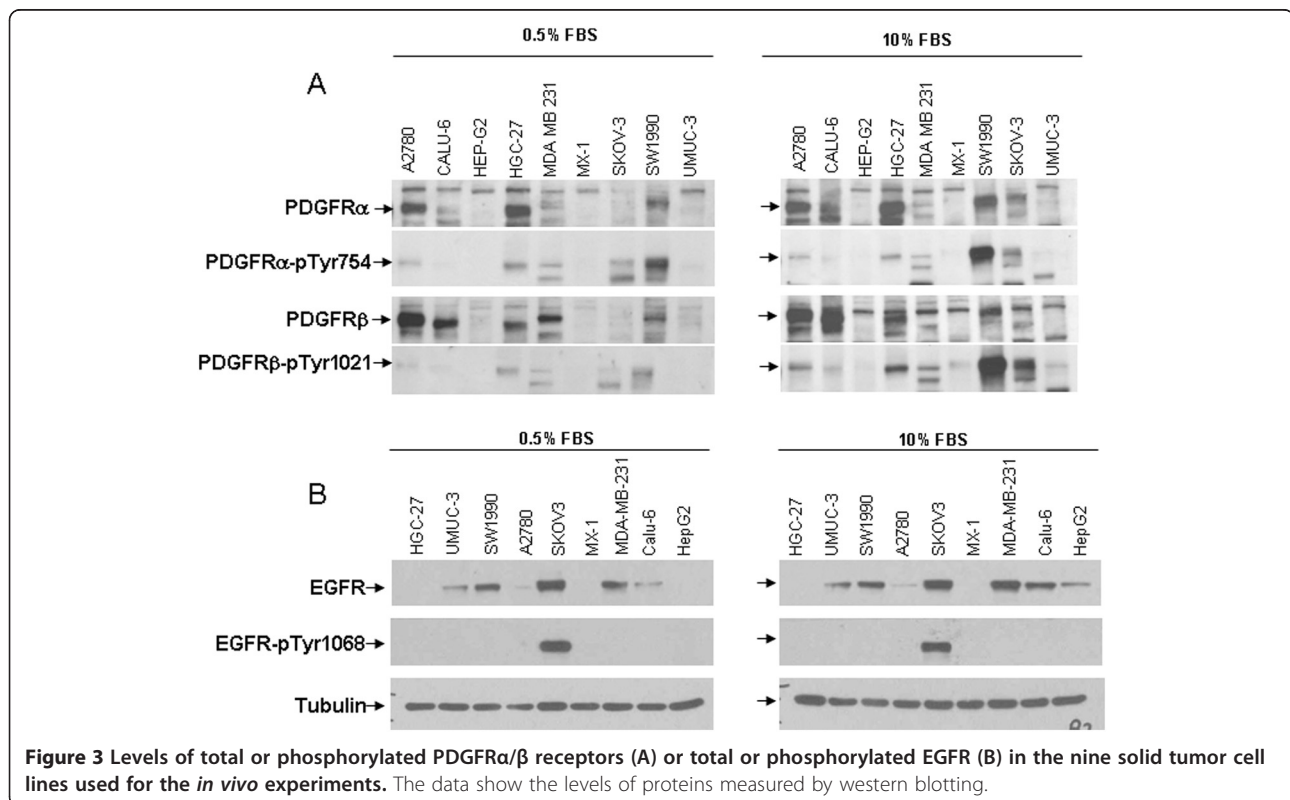 0.5% FBS
10% FBS
A
A2780
CALU-6
HEP-G2
HGC-27
MDA MB 231
MX-1
SKOV-3
SW1990
UMUC-3
A2780
CALU-6
HEP-G2
HGC-27
MDA MB 231
MX-1
SW1990
SKOV-3
UMUC-3
PDGFRα
PDGFRα-pTyr754
PDGFRβ
PDGFRβ-pTyr1021
0.5% FBS
10% FBS
B
HGC-27
UMUC-3
SW1990
A2780
SKOV3
MX-1
MDA-MB-231
Calu-6
HepG2
HGC-27
UMUC-3
SW1990
A2780
SKOV3
MX-1
MDA-MB-231
Calu-6
HepG2
EGFR
EGFR-pTyr1068
Tubulin
Figure 3 Levels of total or phosphorylated PDGFRα/β receptors (A) or total or phosphorylated EGFR (B) in the nine solid tumor cell
lines used for the in vivo experiments. The data show the levels of proteins measured by western blotting.